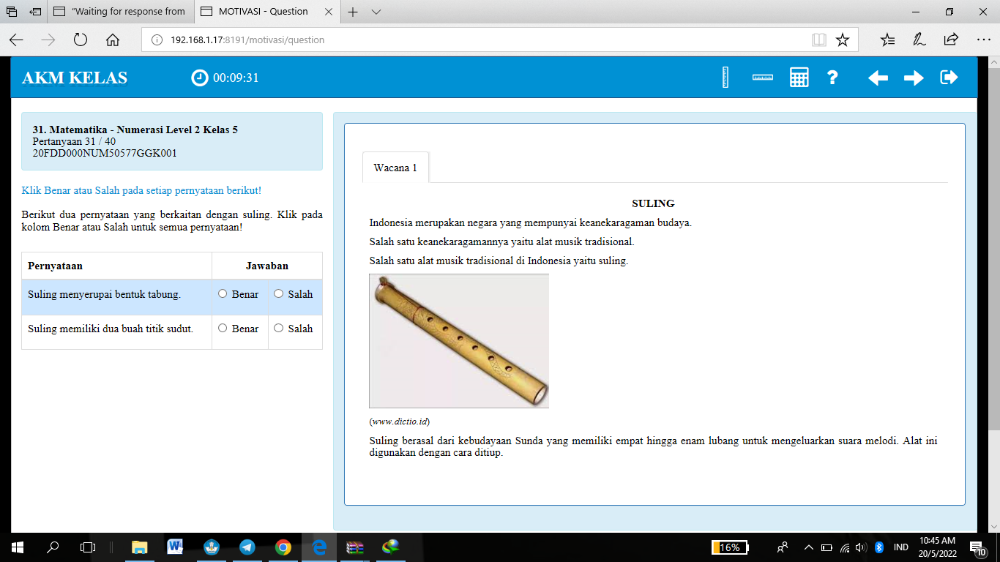 "Waiting for response from
MOTIVASI - Question
192.168.1.17:8191/motivasi/question
AKM KELAS
00:09:31
?
31. Matematika - Numerasi Level 2 Kelas 5
Pertanyaan 31 / 40
20FDD000NUM50577GGK001
Klik Benar atau Salah pada setiap pernyataan berikut!
Berikut dua pernyataan yang berkaitan dengan suling. Klik pada
kolom Benar atau Salah untuk semua pernyataan!
Pernyataan Jawaban
Suling menyerupai bentuk tabung. Benar Salah
Suling memiliki dua buah titik sudut. Benar Salah
Wacana 1
SULING
Indonesia merupakan negara yang mempunyai keanekaragaman budaya.
Salah satu keanekaragamannya yaitu alat musik tradisional.
Salah satu alat musik tradisional di Indonesia yaitu suling.
(www.dictio.id)
Suling berasal dari kebudayaan Sunda yang memiliki empat hingga enam lubang untuk mengeluarkan suara melodi. Alat ini
digunakan dengan cara ditiup.
16%
IND
10:45 AM
20/5/2022
10